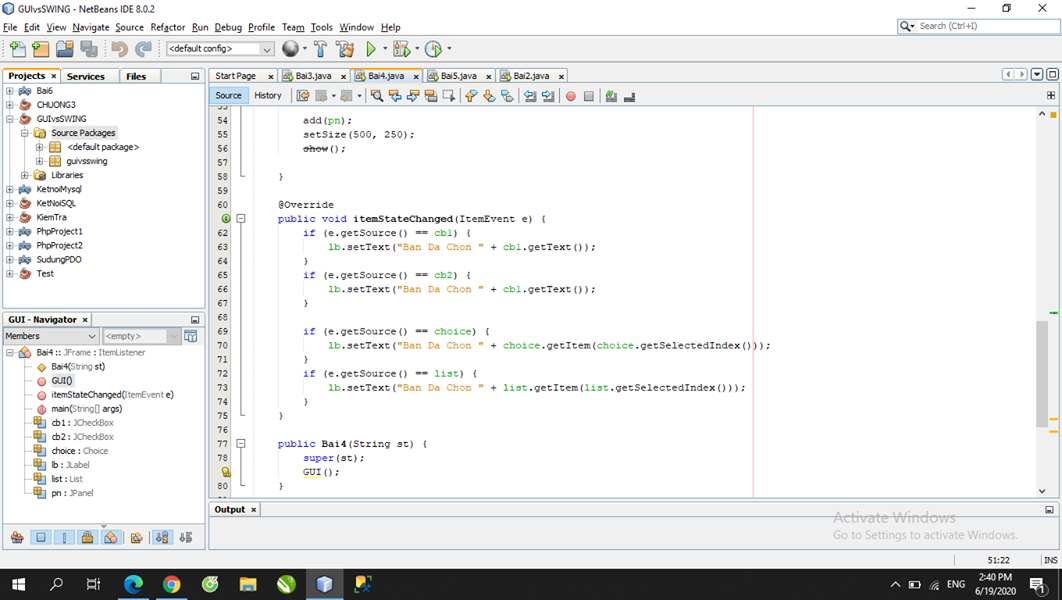 GUIvsSWING - NetBeans IDE 8.0.2
File Edit View Navigate Source Refactor Run Debug Profile Team Tools Window Help
Search (Ctrl+I)
<default config>
Projects × Services Files
Start Page × Bai3.java × Bai4.java × Bai5.java × Bai2.java ×
Source History
Bai6
CHUONG3
GUIvsSWING
Source Packages
<default package>
guivsswing
Libraries
KetnoiMysql
KetNoiSQL
KiemTra
PhpProject1
PhpProject2
SudungPDO
Test
53
54 add(pn);
55 setSize(500, 250);
56 show();
57
58 }
59
60 @Override
public void itemStateChanged(ItemEvent e) {
62 if (e.getSource() == cb1) {
63 lb.setText("Ban Da Chon " + cb1.getText());
64 }
65 if (e.getSource() == cb2) {
66 lb.setText("Ban Da Chon " + cb1.getText());
67 }
68
69 if (e.getSource() == choice) {
70 lb.setText("Ban Da Chon " + choice.getItem(choice.getSelectedIndex()));
71 }
72 if (e.getSource() == list) {
73 lb.setText("Ban Da Chon " + list.getItem(list.getSelectedIndex()));
74 }
75 }
76
77 public Bai4(String st) {
78 super(st);
GUI();
80 }
GUI - Navigator ×
Members <empty>
Bai4 :: JFrame : ItemListener
Bai4(String st)
GUI()
itemStateChanged(ItemEvent e)
main(String[] args)
cb1 : JCheckBox
cb2 : JCheckBox
choice : Choice
lb : JLabel
list : List
pn : JPanel
Output ×
Activate Windows
Go to Settings to activate Windows.
51:22 INS
ENG
2:40 PM
6/19/2020
1